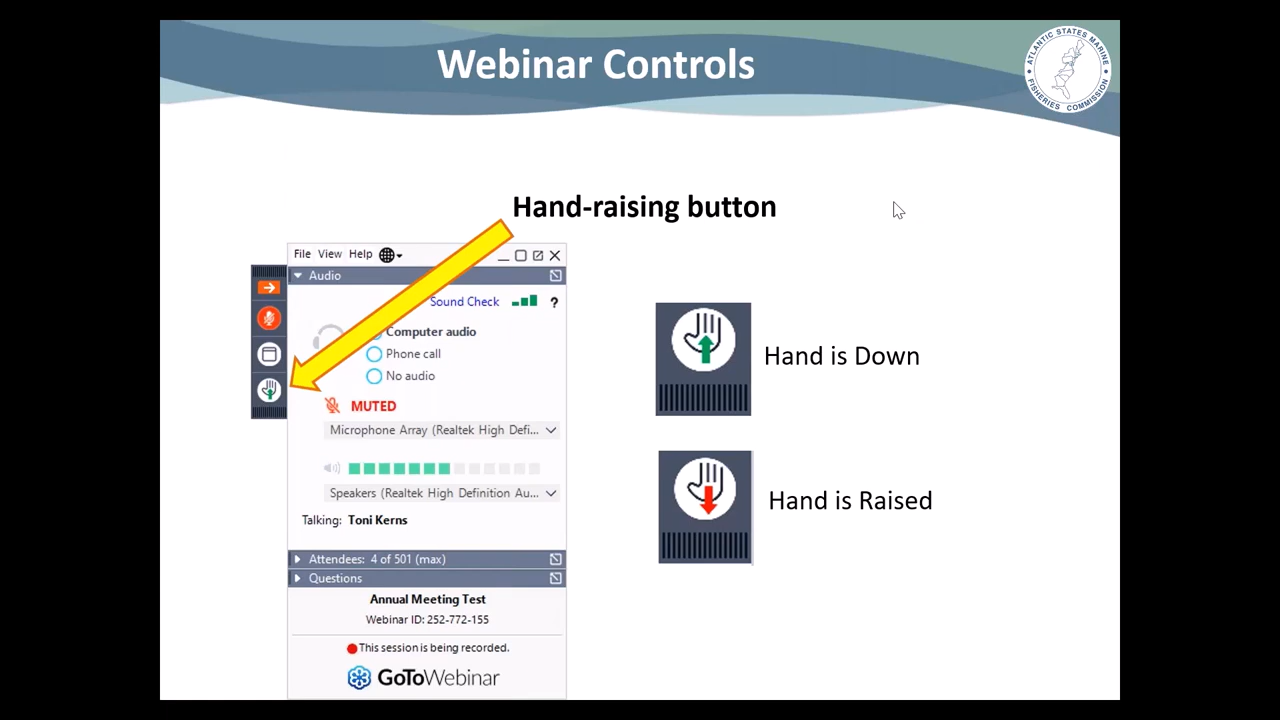 Webinar Controls
ATLANTIC STATES MARINE
FISHERIES COMMISSION
Hand-raising button
File View Help
Audio
Sound Check ?
Computer audio
Phone call
No audio
MUTED
Microphone Array (Realtek High Defi...
Speakers (Realtek High Definition Au...
Talking: Toni Kerns
Attendees: 4 of 501 (max)
Questions
Annual Meeting Test
Webinar ID: 252-772-155
This session is being recorded.
GoToWebinar
Hand is Down
Hand is Raised